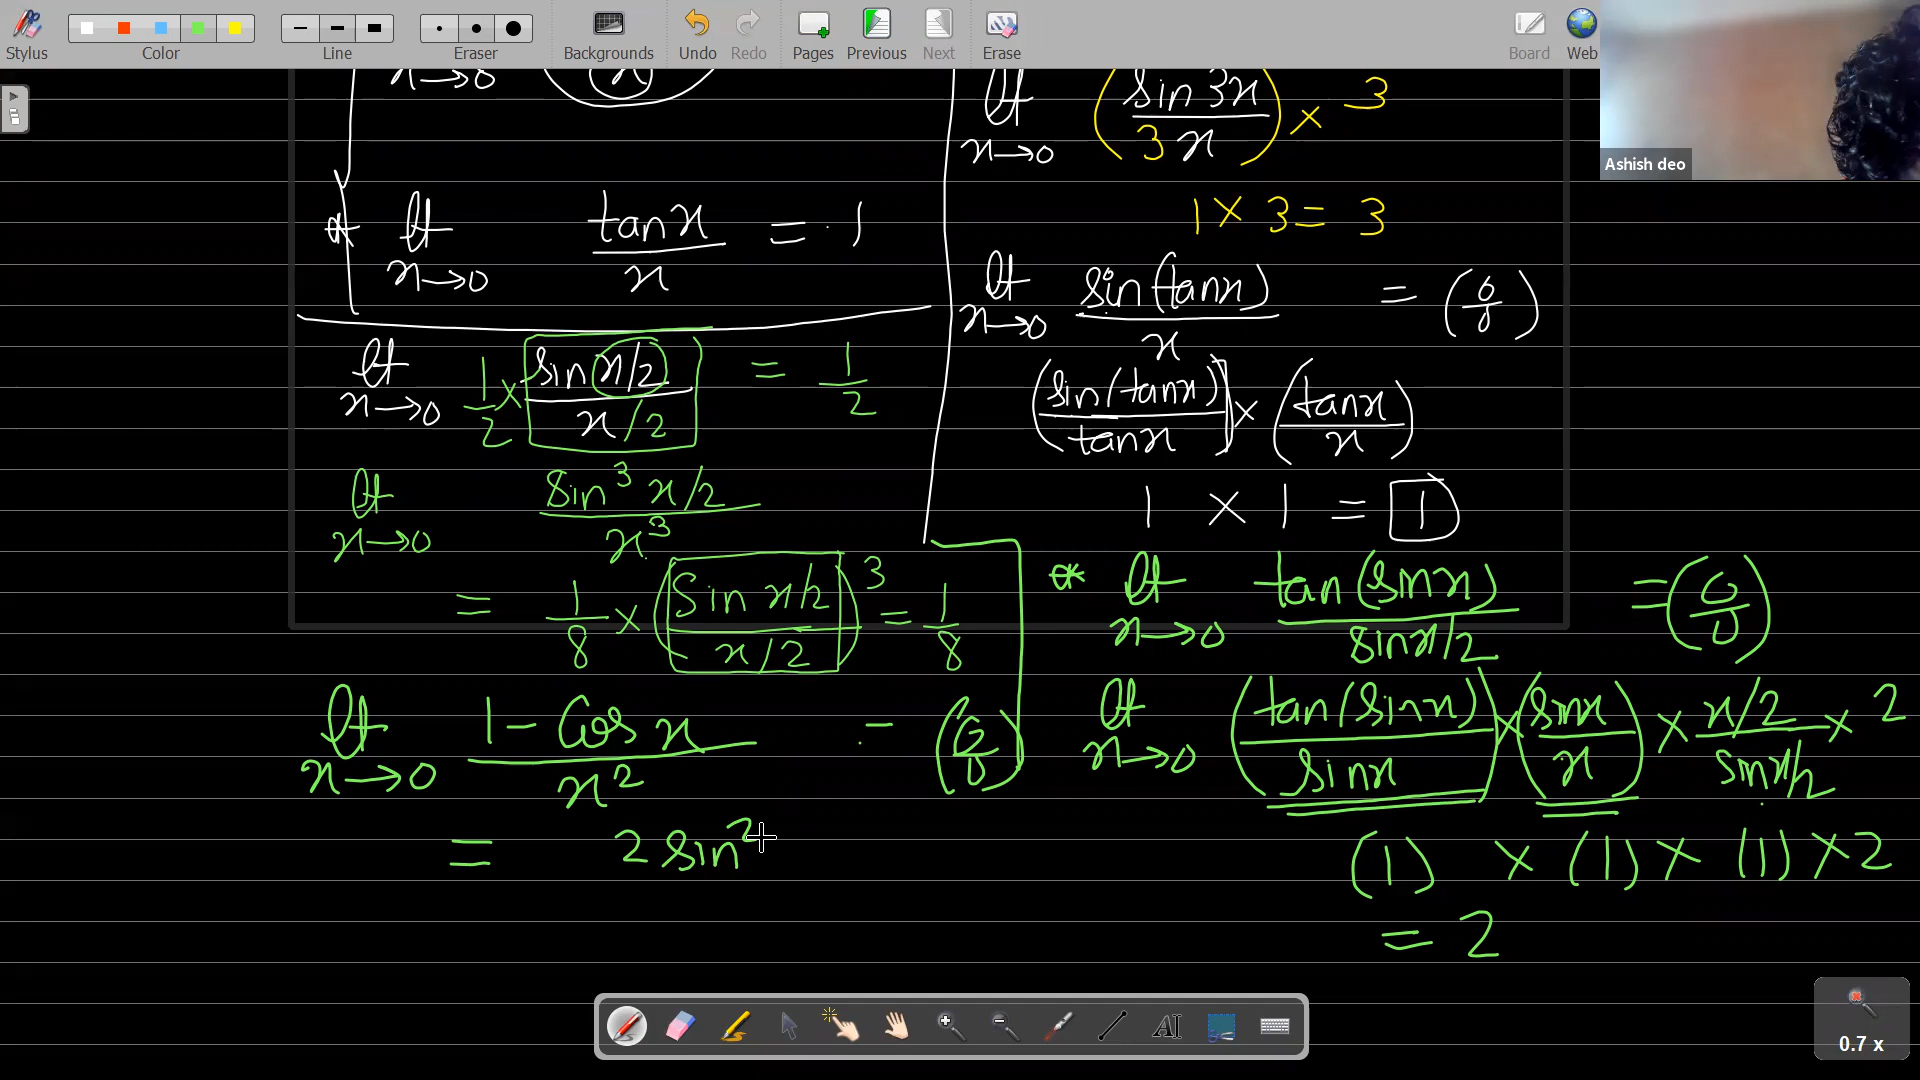 Stylus Color Line Eraser Backgrounds Undo Redo Pages Previous Next Erase Board Web
Ashish deo
x→0 x
lt x→0 tan x / x = 1
lt x→0 1/2 × sin x/2 / x/2 = 1/2
lt x→0 sin³ x/2 / x³
= 1/8 × (Sin x/2 / x/2)³ = 1/8
lt x→0 1 - Cos x / x² = (0/0)
= 2 sin²
lt x→0 (sin 3x / 3x) × 3
1 × 3 = 3
lt x→0 sin(tan x) / x = (0/0)
(sin(tan x) / tan x) × (tan x / x)
1 × 1 = 1
* lt x→0 tan(sin x) / sin x/2 = (0/0)
lt x→0 (tan(sin x) / sin x) × (sin x / x) × x/2 / sin x/2 × 2
(1) × (1) × (1) × 2
= 2
0.7 x